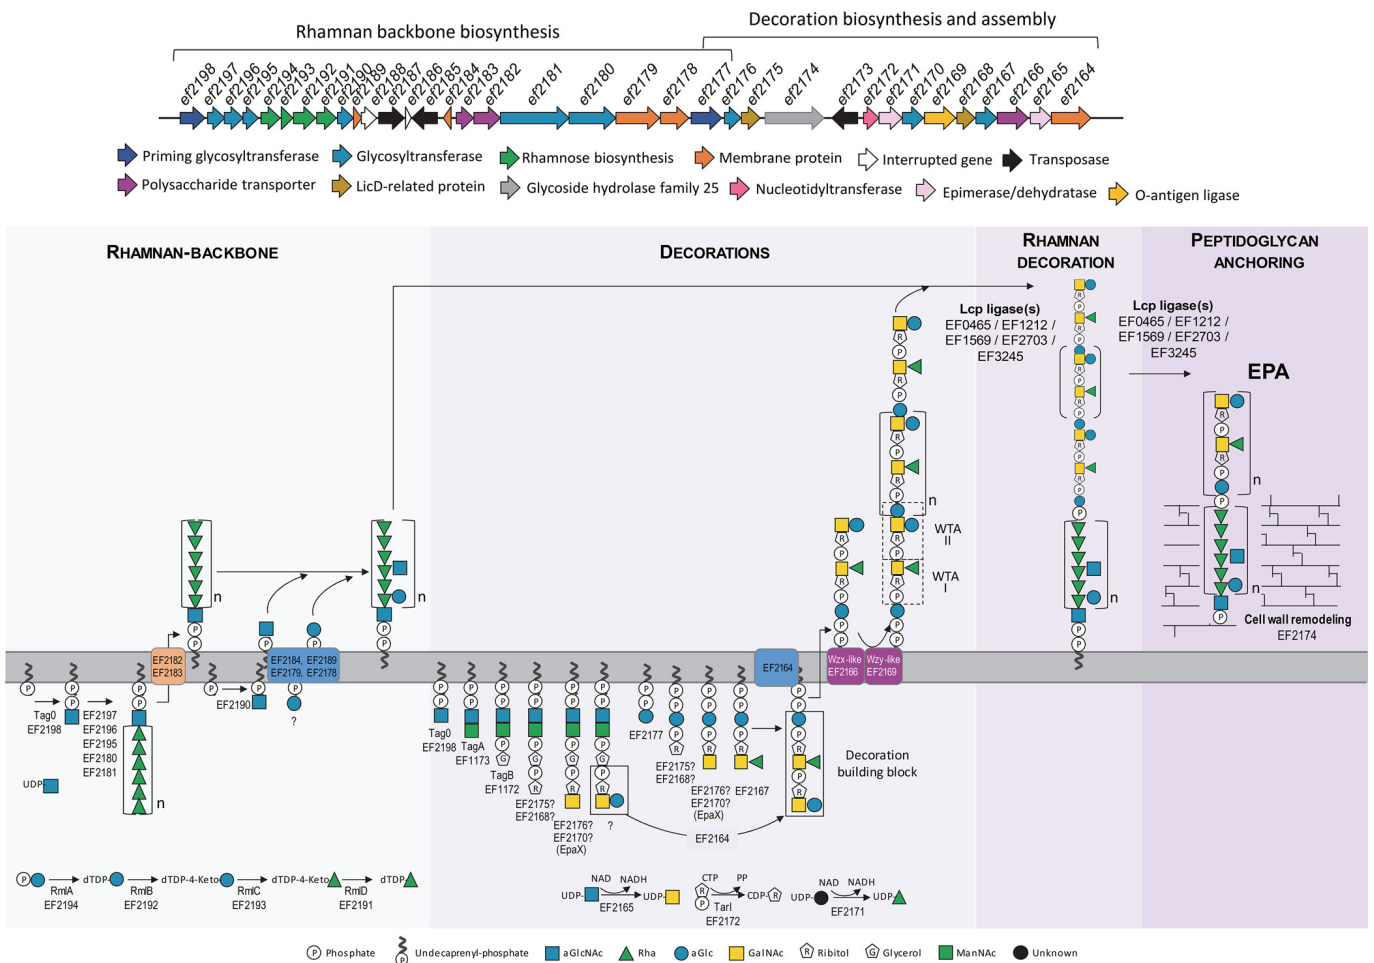 Rhamnan backbone biosynthesis
Decoration biosynthesis and assembly
ef2198 ef2197 ef2196 ef2195 ef2194 ef2193 ef2192 ef2191 ef2190 ef2189 ef2188 ef2187 ef2186 ef2185 ef2184 ef2183 ef2182 ef2181 ef2180 ef2179 ef2178 ef2177 ef2176 ef2175 ef2174 ef2173 ef2172 ef2171 ef2170 ef2169 ef2168 ef2167 ef2166 ef2165 ef2164
Priming glycosyltransferase
Glycosyltransferase
Rhamnose biosynthesis
Membrane protein
Interrupted gene
Transposase
Polysaccharide transporter
LicD-related protein
Glycoside hydrolase family 25
Nucleotidyltransferase
Epimerase/dehydratase
O-antigen ligase
RHAMNAN-BACKBONE
n
n
P
P
EF2182
EF2183
P
P
P
Tag0
EF2198
EF2197
EF2196
EF2195
EF2180
EF2181
UDP-
P
P
n
P
EF2190
P
P
P
P
EF2184, EF2189
EF2179, EF2178
P
?
P
P
P dTDP- dTDP-4-Keto- dTDP-4-Keto dTDP-
RmlA RmlB RmlC RmlD
EF2194 EF2192 EF2193 EF2191
DECORATIONS
P
P
Tag0
EF2198
P
P
TagA
EF1173
P
P
P
G
TagB
EF1172
P
P
P
G
P
R
EF2175?
EF2168?
P
P
P
G
P
R
EF2176?
EF2170?
(EpaX)
P
P
P
G
P
R
?
P
P
EF2177
P
P
P
R
EF2175?
EF2168?
P
P
P
R
EF2176?
EF2170?
(EpaX)
P
P
P
R
EF2167
EF2164
EF2164
P
P
P
R
P
R
Decoration
building block
Wzx-like
EF2166
Wzy-like
EF2169
R
P
R
P
P
P
R
P
R
P
R
P
R
P
n
R
P
R
P
P
P
WTA
II
WTA
I
UDP- NAD NADH UDP-
EF2165
R
P
CTP PP CDP- R
TarI
EF2172
UDP- NAD NADH UDP-
EF2171
RHAMNAN
DECORATION
Lcp ligase(s)
EF0465 / EF1212 /
EF1569 / EF2703 /
EF3245
R
P
R
P
R
P
R
P
R
P
R
P
P
n
P
P
PEPTIDOGLYCAN
ANCHORING
Lcp ligase(s)
EF0465 / EF1212 /
EF1569 / EF2703 /
EF3245
EPA
R
P
R
P
n
P
n
P
Cell wall remodeling
EF2174
P Phosphate
P Undecaprenyl-phosphate
aGlcNAc
Rha
aGlc
GalNAc
R Ribitol
G Glycerol
ManNAc
Unknown